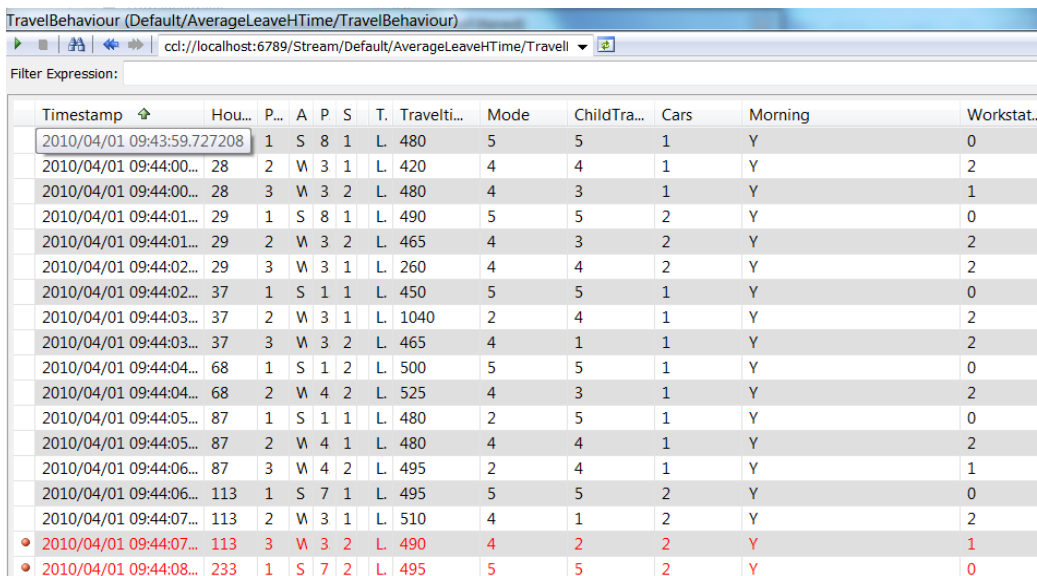 TravelBehaviour (Default/AverageLeaveHTime/TravelBehaviour)
ccl://localhost:6789/Stream/Default/AverageLeaveHTime/Travell
Filter Expression:
Timestamp Hou... P... A P S T. Travelti... Mode ChildTra... Cars Morning Workstat...
2010/04/01 09:43:59.727208 1 S 8 1 L. 480 5 5 1 Y 0
2010/04/01 09:44:00... 28 2 W 3 1 L. 420 4 4 1 Y 2
2010/04/01 09:44:00... 28 3 W 3 2 L. 480 4 3 1 Y 1
2010/04/01 09:44:01... 29 1 S 8 1 L. 490 5 5 2 Y 0
2010/04/01 09:44:01... 29 2 W 3 2 L. 465 4 3 2 Y 2
2010/04/01 09:44:02... 29 3 W 3 1 L. 260 4 4 2 Y 2
2010/04/01 09:44:02... 37 1 S 1 1 L. 450 5 5 1 Y 0
2010/04/01 09:44:03... 37 2 W 3 1 L. 1040 2 4 1 Y 2
2010/04/01 09:44:03... 37 3 W 3 2 L. 465 4 1 1 Y 2
2010/04/01 09:44:04... 68 1 S 1 2 L. 500 5 5 1 Y 0
2010/04/01 09:44:04... 68 2 W 4 2 L. 525 4 3 1 Y 2
2010/04/01 09:44:05... 87 1 S 1 1 L. 480 2 5 1 Y 0
2010/04/01 09:44:05... 87 2 W 4 1 L. 480 4 4 1 Y 2
2010/04/01 09:44:06... 87 3 W 4 2 L. 495 2 4 1 Y 1
2010/04/01 09:44:06... 113 1 S 7 1 L. 495 5 5 2 Y 0
2010/04/01 09:44:07... 113 2 W 3 1 L. 510 4 1 2 Y 2
2010/04/01 09:44:07... 113 3 W 3 2 L. 490 4 2 2 Y 1
2010/04/01 09:44:08... 233 1 S 7 2 L. 495 5 5 2 Y 0